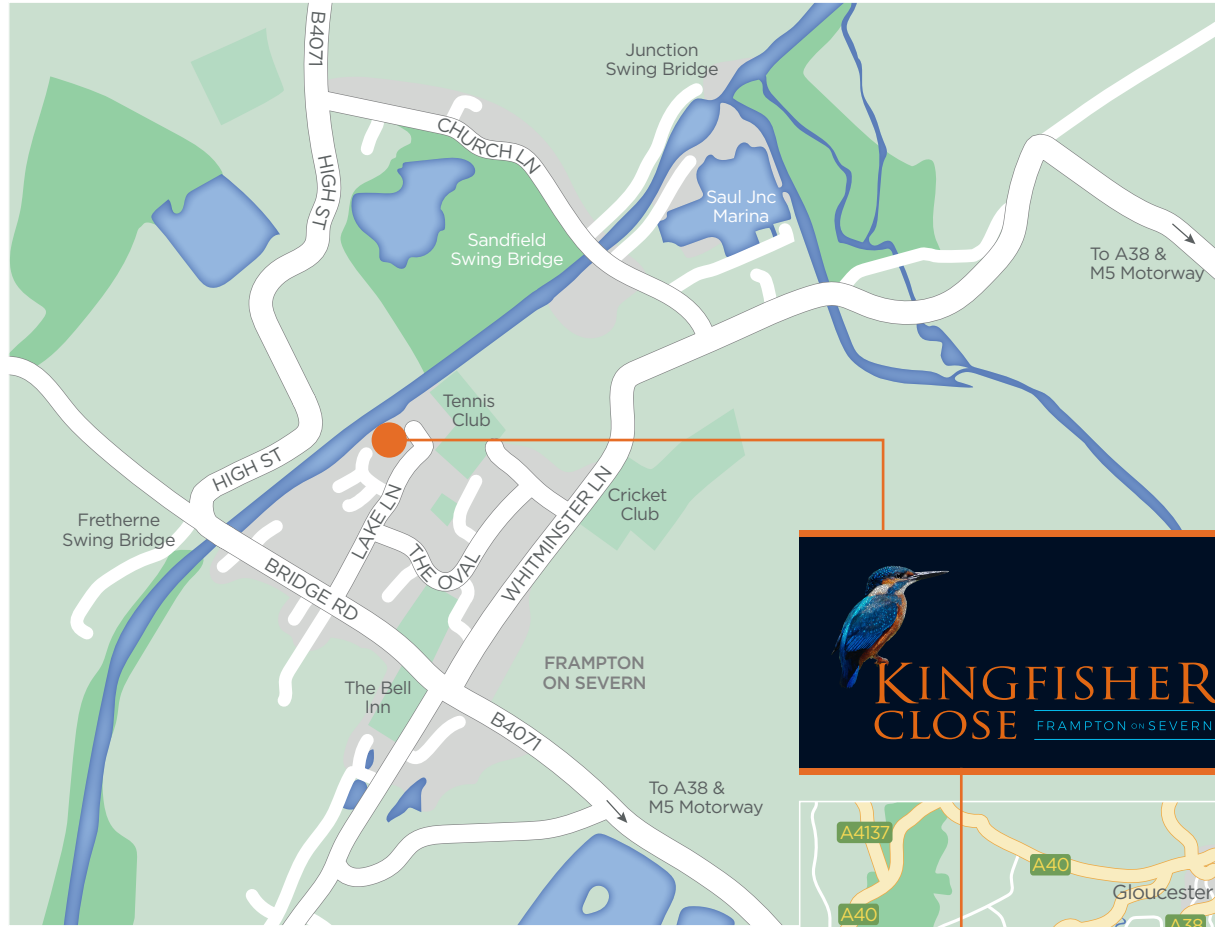 B4071
Junction
Swing Bridge
CHURCH LN
HIGH ST
Saul Jnc
Marina
Sandfield
Swing Bridge
To A38 &
M5 Motorway
Tennis
Club
HIGH ST
Cricket
Club
Fretherne
Swing Bridge
LAKE LN
THE OVAL
WHITMINSTER LN
BRIDGE RD
FRAMPTON
ON SEVERN
The Bell
Inn
B4071
To A38 &
M5 Motorway
KINGFISHER
CLOSE
FRAMPTON ON SEVERN
A4137
A40
Gloucester
A40
A38